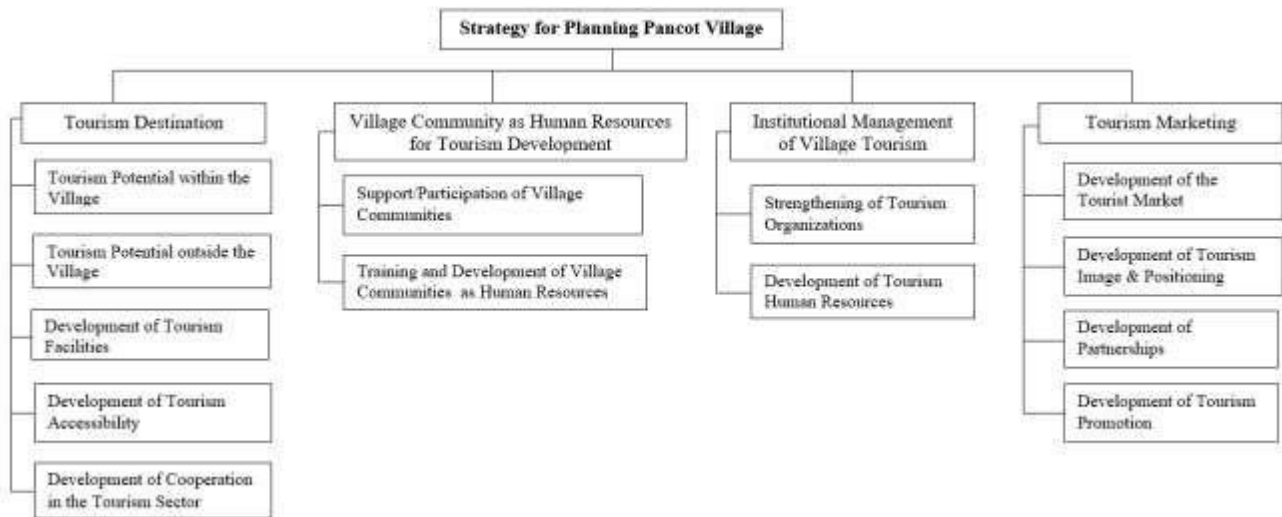 Strategy for Planning Pancot Village
Tourism Destination
Tourism Potential within the
Village
Tourism Potential outside the
Village
Development of Tourism
Facilities
Development of Tourism
Accessibility
Development of Cooperation
in the Tourism Sector
Village Community as Human Resources
for Tourism Development
Support/Participation of Village
Communities
Training and Development of Village
Communities as Human Resources
Institutional Management
of Village Tourism
Strengthening of Tourism
Organizations
Development of Tourism
Human Resources
Tourism Marketing
Development of the
Tourist Market
Development of Tourism
Image & Positioning
Development of
Partnerships
Development of Tourism
Promotion